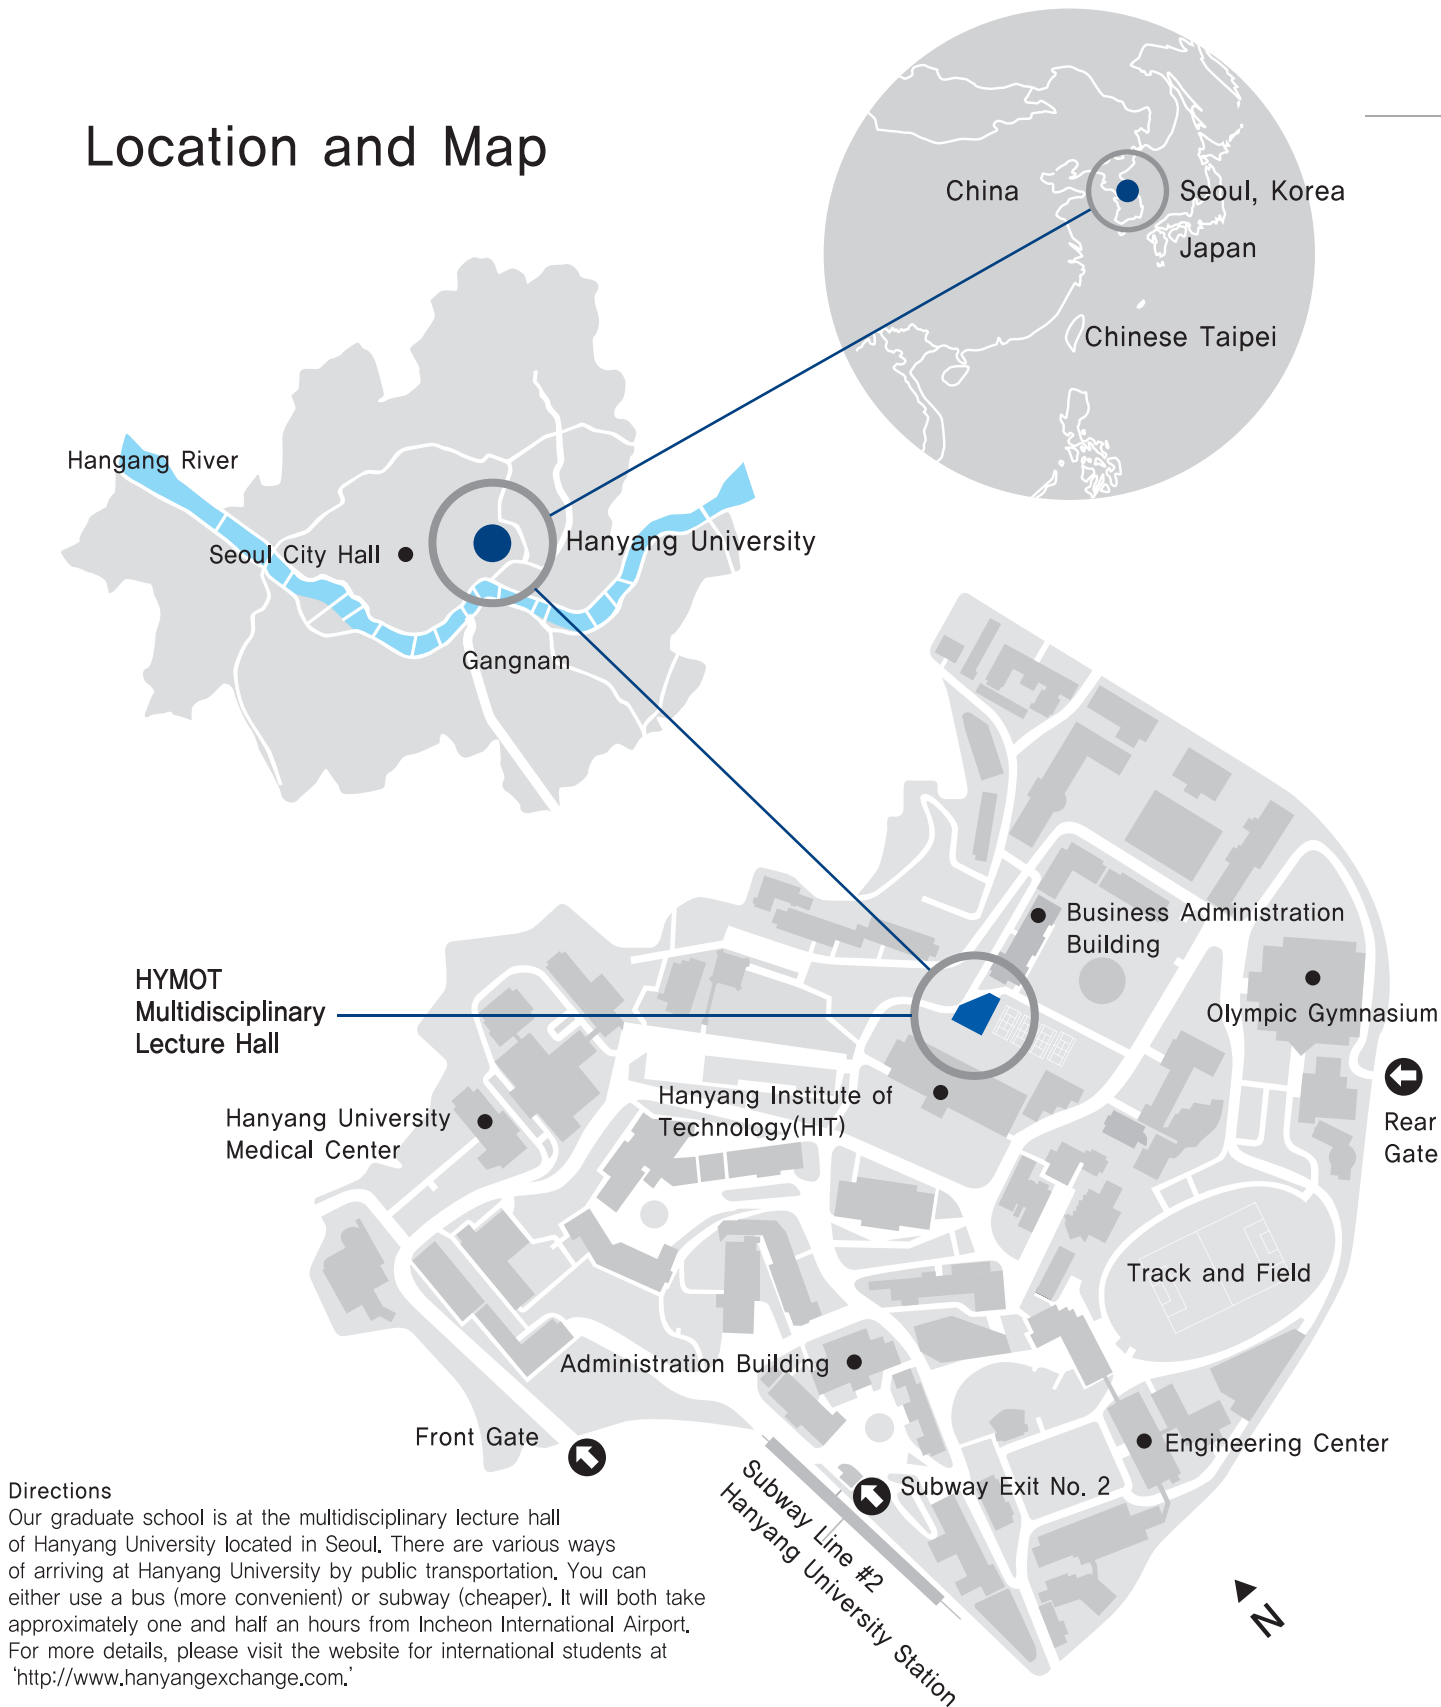 Location and Map
China
Seoul, Korea
Japan
Chinese Taipei
Hangang River
Seoul City Hall
Hanyang University
Gangnam
Business Administration
Building
HYMOT
Multidisciplinary
Lecture Hall
Olympic Gymnasium
Hanyang Institute of
Technology(HIT)
Hanyang University
Medical Center
Rear
Gate
Track and Field
Administration Building
Front Gate
Engineering Center
Subway Exit No. 2
Subway Line #2
Hanyang University Station
N
Directions
Our graduate school is at the multidisciplinary lecture hall
of Hanyang University located in Seoul. There are various ways
of arriving at Hanyang University by public transportation. You can
either use a bus (more convenient) or subway (cheaper). It will both take
approximately one and half an hours from Incheon International Airport.
For more details, please visit the website for international students at
‘http://www.hanyangexchange.com.’